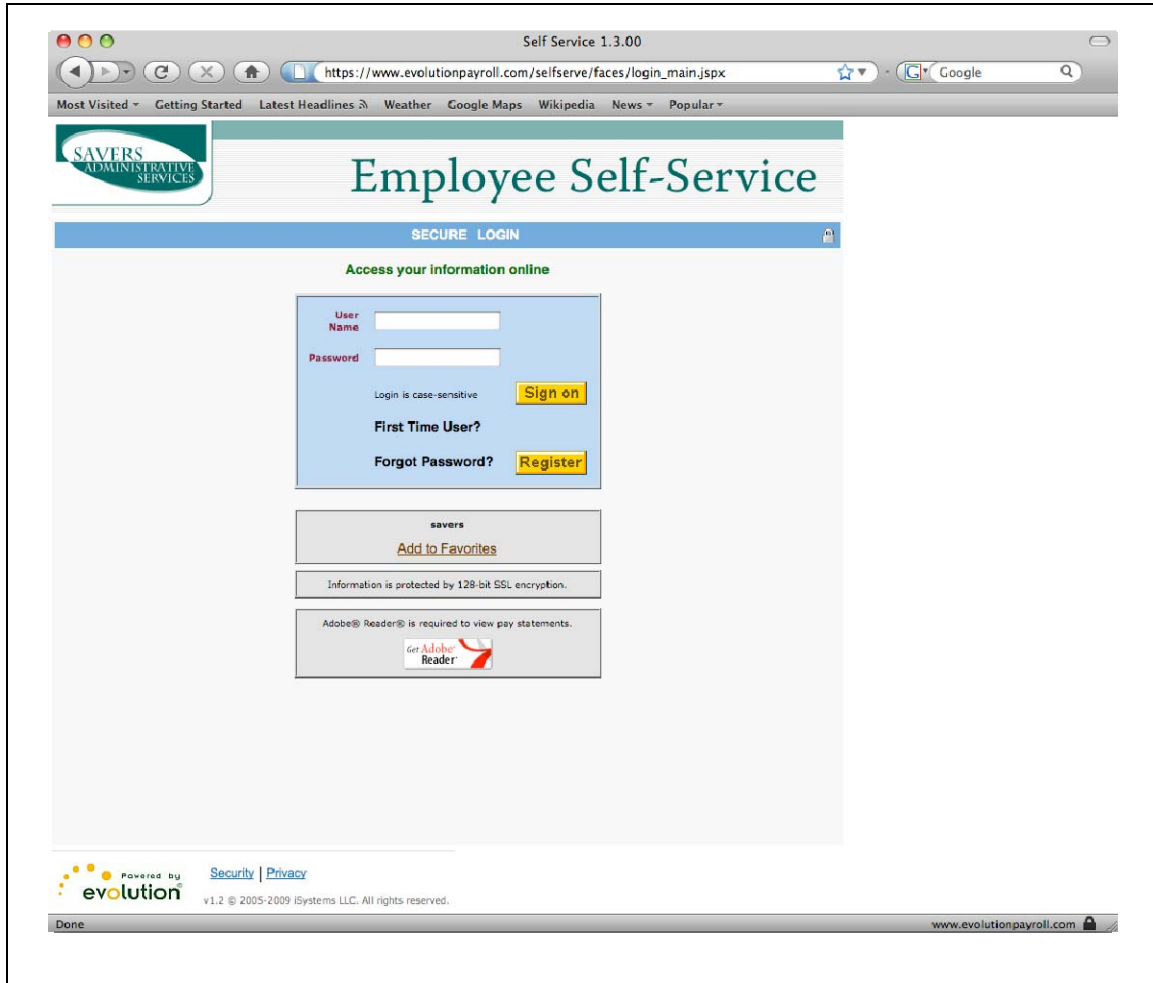 Self Service 1.3.00
https://www.evolutionpayroll.com/selfserve/faces/login_main.jspx
Google
Most Visited Getting Started Latest Headlines Weather Google Maps Wikipedia News Popular
SAVERS
ADMINISTRATIVE
SERVICES
Employee Self-Service
SECURE LOGIN
Access your information online
User
Name
Password
Login is case-sensitive Sign on
First Time User?
Forgot Password? Register
savers
Add to Favorites
Information is protected by 128-bit SSL encryption.
Adobe® Reader® is required to view pay statements.
Get Adobe®
Reader®
Powered by
evolution®
Security | Privacy
v1.2 © 2005-2009 iSystems LLC. All rights reserved.
Done www.evolutionpayroll.com